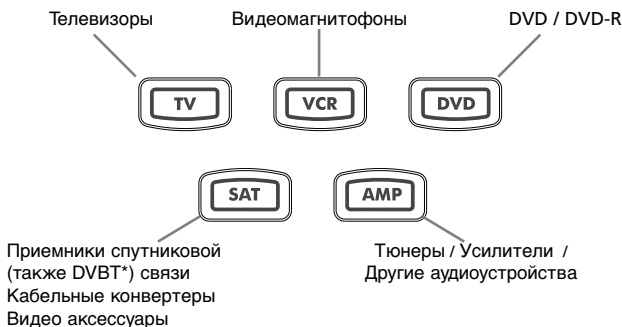 Телевизоры
Видеомагнитофоны
DVD / DVD-R
TV
VCR
DVD
SAT
AMP
Приемники спутниковой
(также DVBT*) связи
Кабельные конвертеры
Видео аксессуары
Тюнеры / Усилители /
Другие аудиоустройства